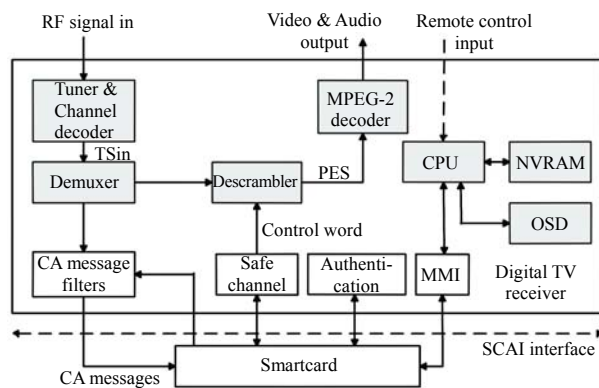 RF signal in
Video & Audio
output
Remote control
input
Tuner &
Channel
decoder
MPEG-2
decoder
TSin
Demuxer
Descrambler
PES
CPU
NVRAM
OSD
Control word
CA message
filters
Safe
channel
Authenti-
cation
MMI
Digital TV
receiver
SCAI interface
CA messages
Smartcard